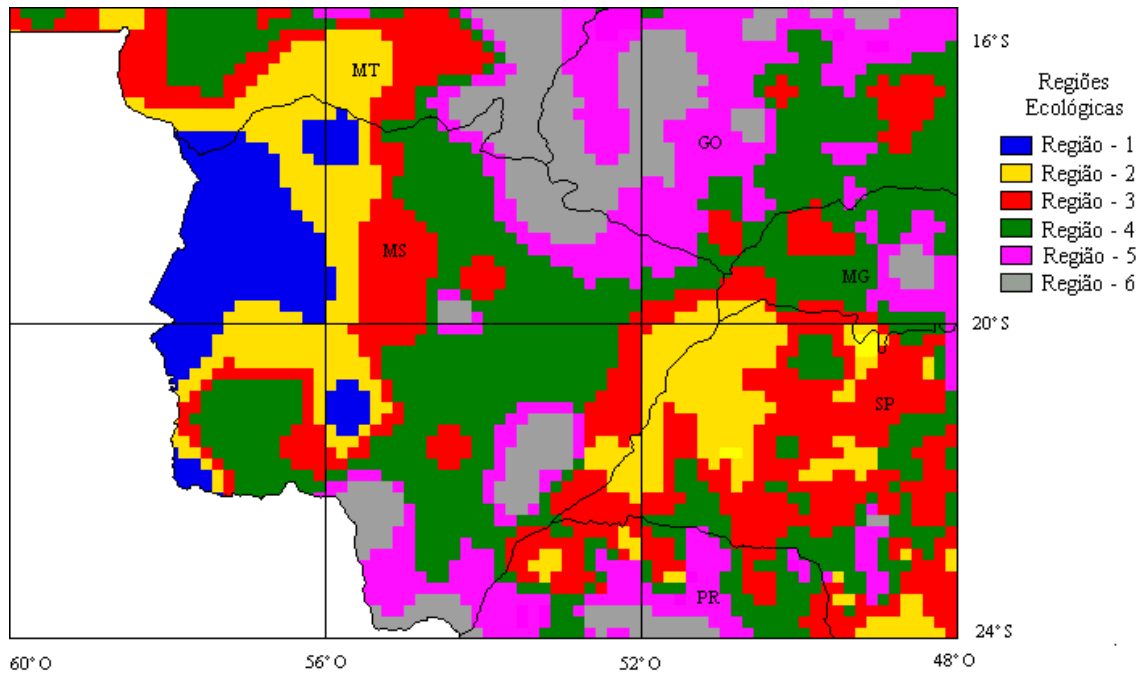 16° S
MT
Regiões
Ecológicas
GO
Região - 1
Região - 2
Região - 3
Região - 4
Região - 5
Região - 6
MS
MG
20° S
SP
PR
24° S
60° O
56° O
52° O
48° O